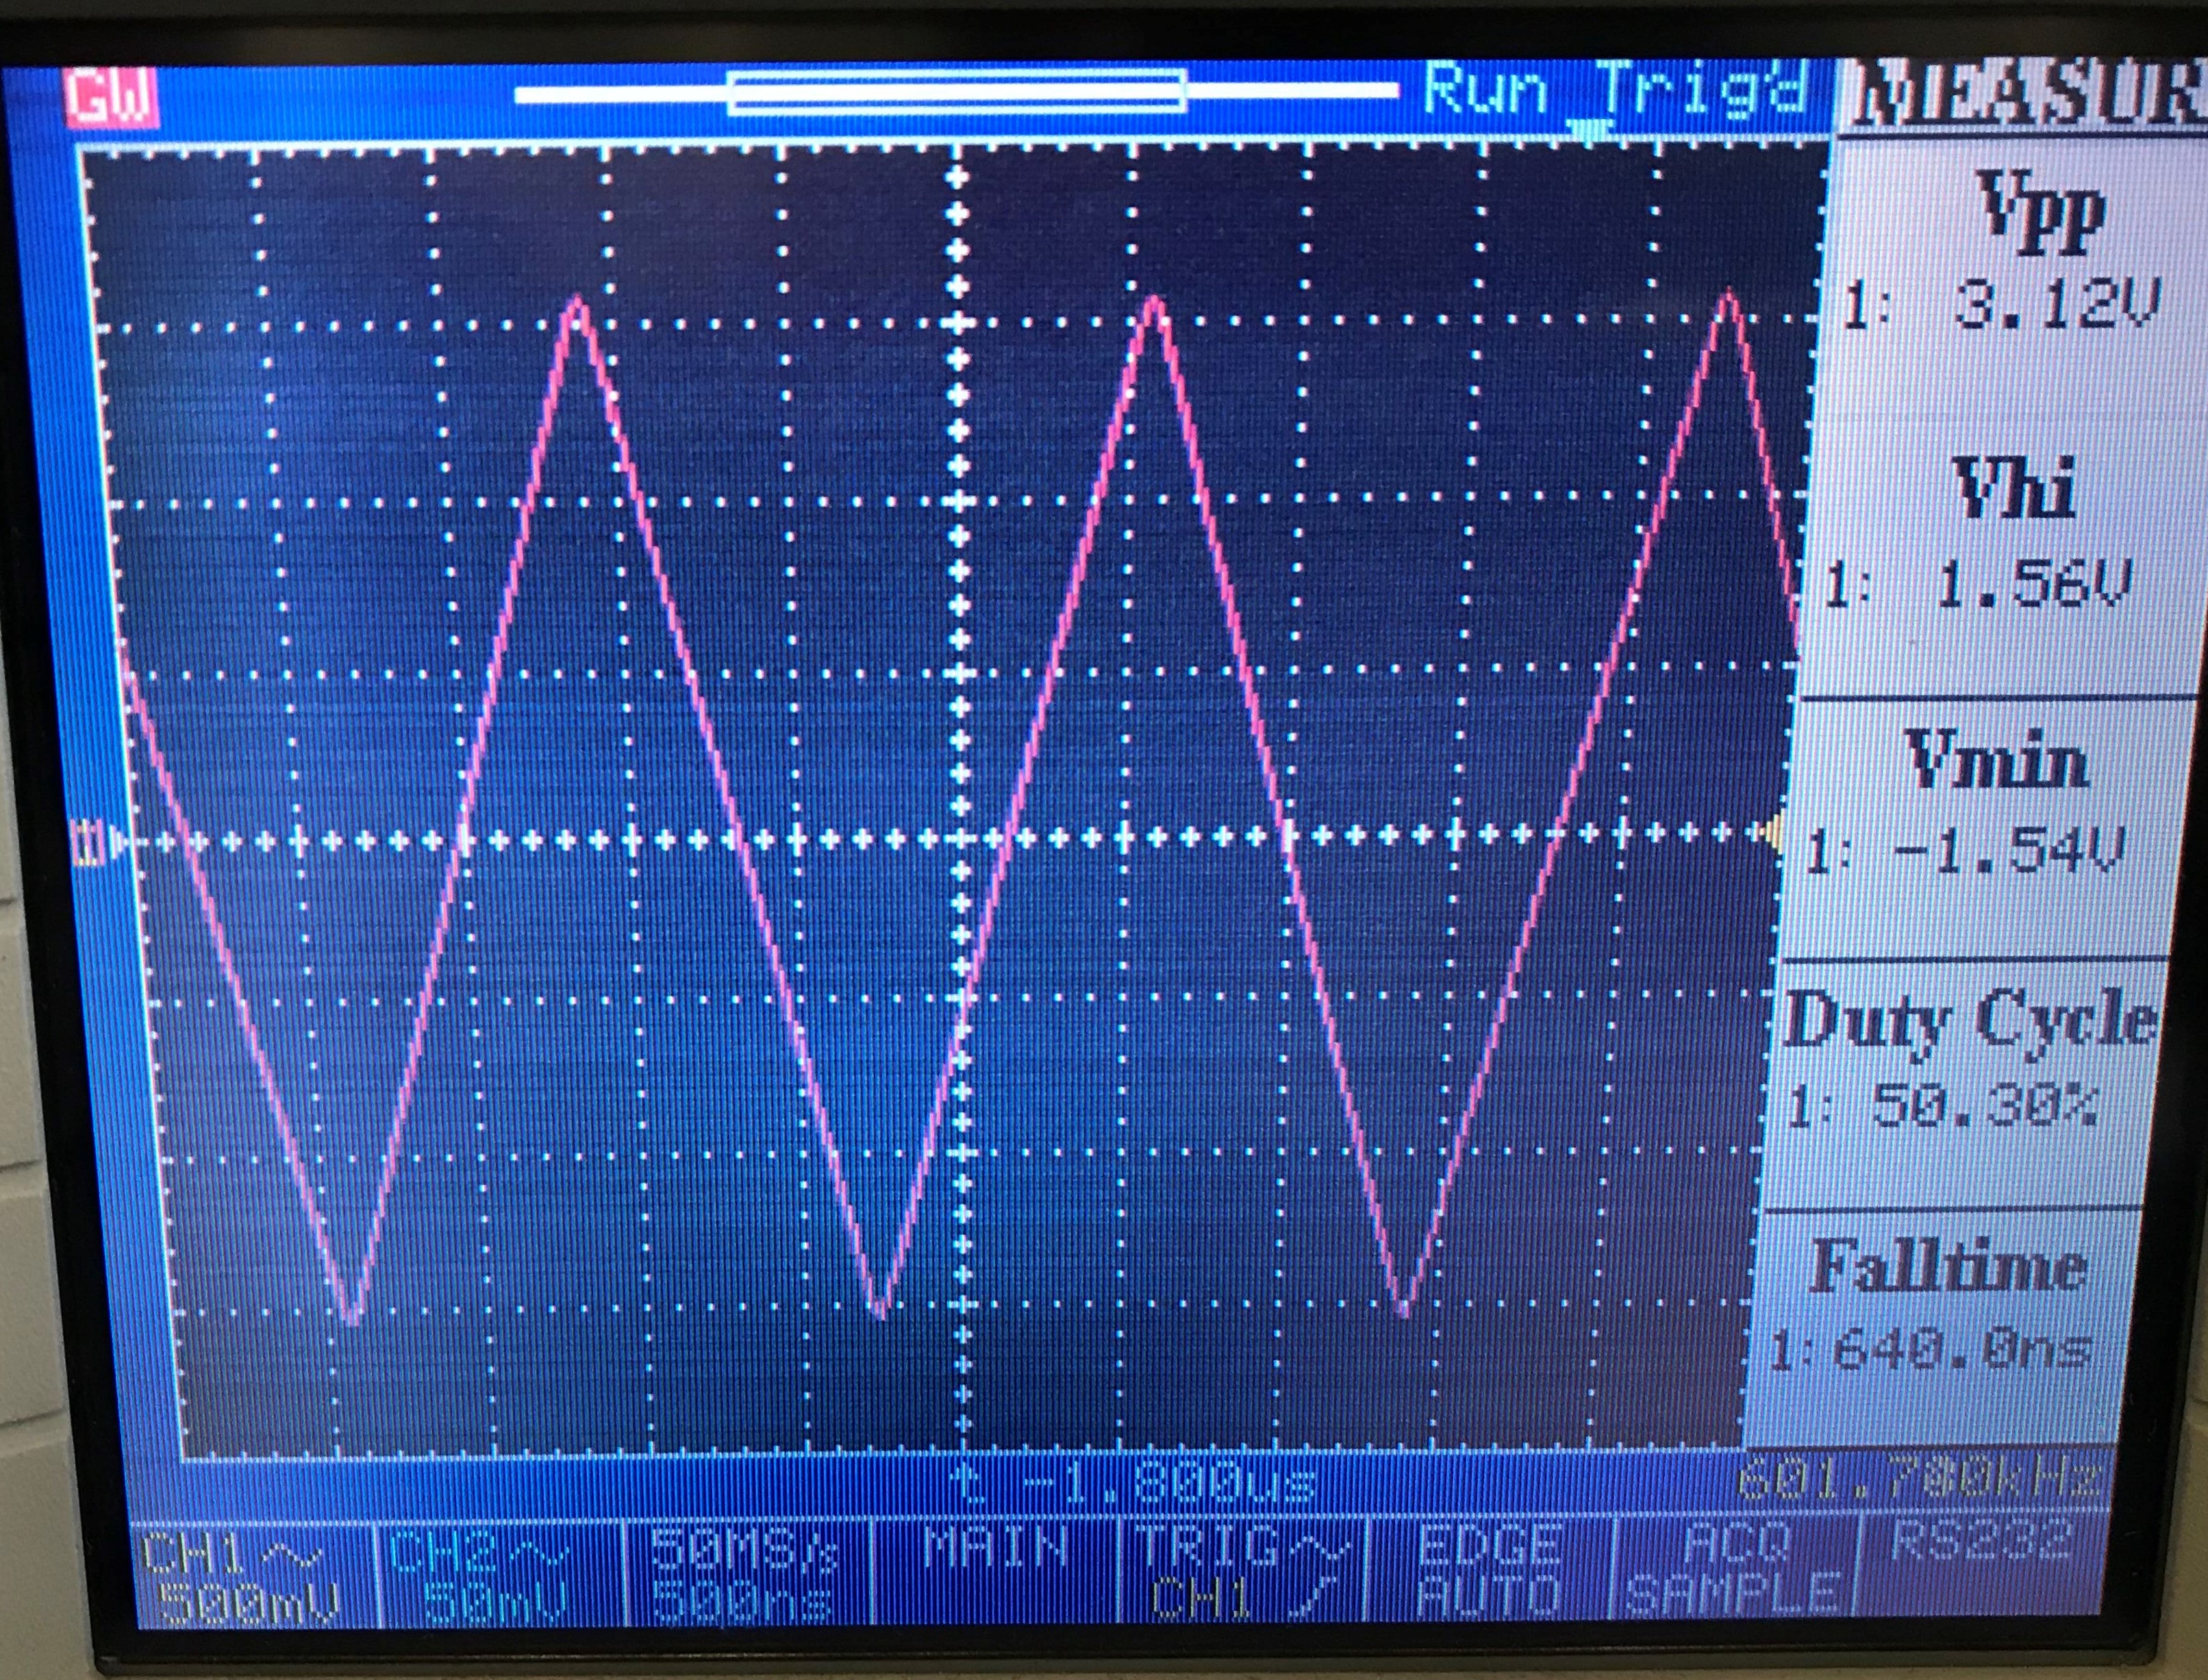 GW Run Trig'd MEASUR
Vpp
1: 3.12V
Vhi
1: 1.56V
Vmin
1: -1.54V
Duty Cycle
1: 50.30%
Falltime
1: 640.0ns
1
t -1.800us 601.700kHz
CH1 CH2 50MS/s MAIN TRIG EDGE ACQ RS232
500mV 50mV 500ns CH1 AUTO SAMPLE